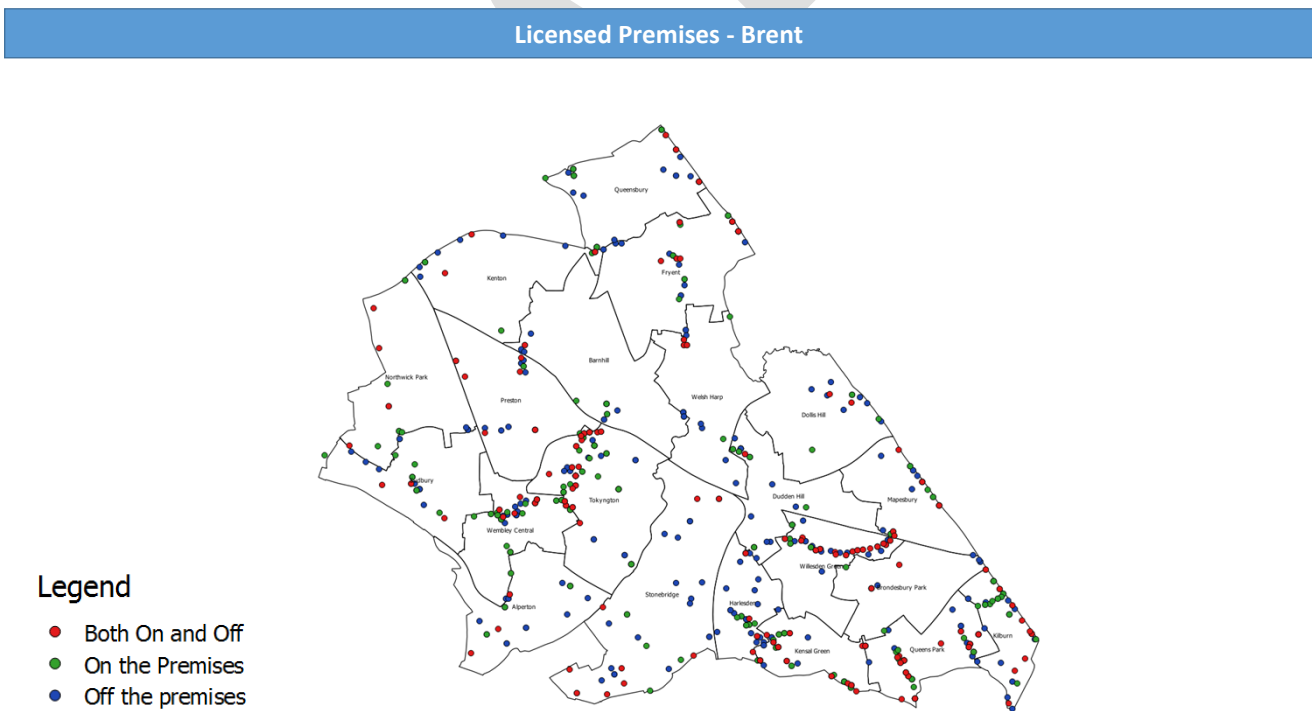 Licensed Premises - Brent
Queensbury
Fryent
Kenton
Barnhill
Northwick Park
Preston
Welsh Harp
Dollis Hill
Mapesbury
Dudden Hill
Tokyngton
Wembley Central
Willesden Green
Stonebridge
Harlesden
Alperton
Kilburn
Queens Park
Kensal Green
Legend
Both On and Off
On the Premises
Off the premises